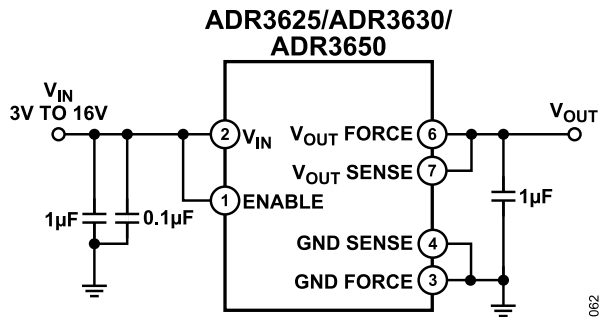 ADR3625/ADR3630/
ADR3650
VIN
3V TO 16V
2
VIN
1
ENABLE
1µF
0.1µF
VOUT FORCE
6
VOUT SENSE
7
GND SENSE
4
GND FORCE
3
VOUT
1µF
062